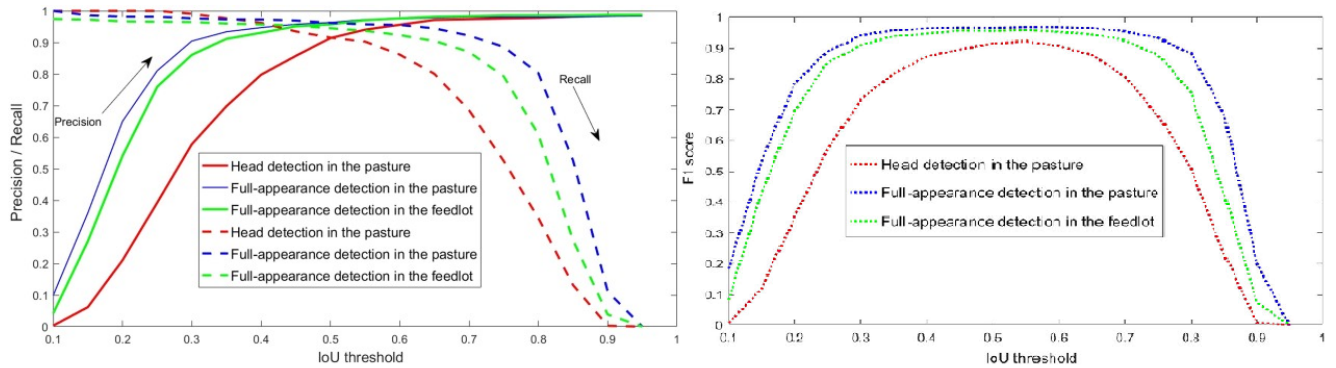 1
0.9
0.8
0.7
0.6
0.5
0.4
0.3
0.2
0.1
0
Precision / Recall
Precision
Recall
Head detection in the pasture
Full-appearance detection in the pasture
Full-appearance detection in the feedlot
Head detection in the pasture
Full-appearance detection in the pasture
Full-appearance detection in the feedlot
0.1 0.2 0.3 0.4 0.5 0.6 0.7 0.8 0.9 1
IoU threshold
1
0.9
0.8
0.7
0.6
0.5
0.4
0.3
0.2
0.1
0
F1 score
Head detection in the pasture
Full-appearance detection in the pasture
Full-appearance detection in the feedlot
0.1 0.2 0.3 0.4 0.5 0.6 0.7 0.8 0.9 1
IoU threshold